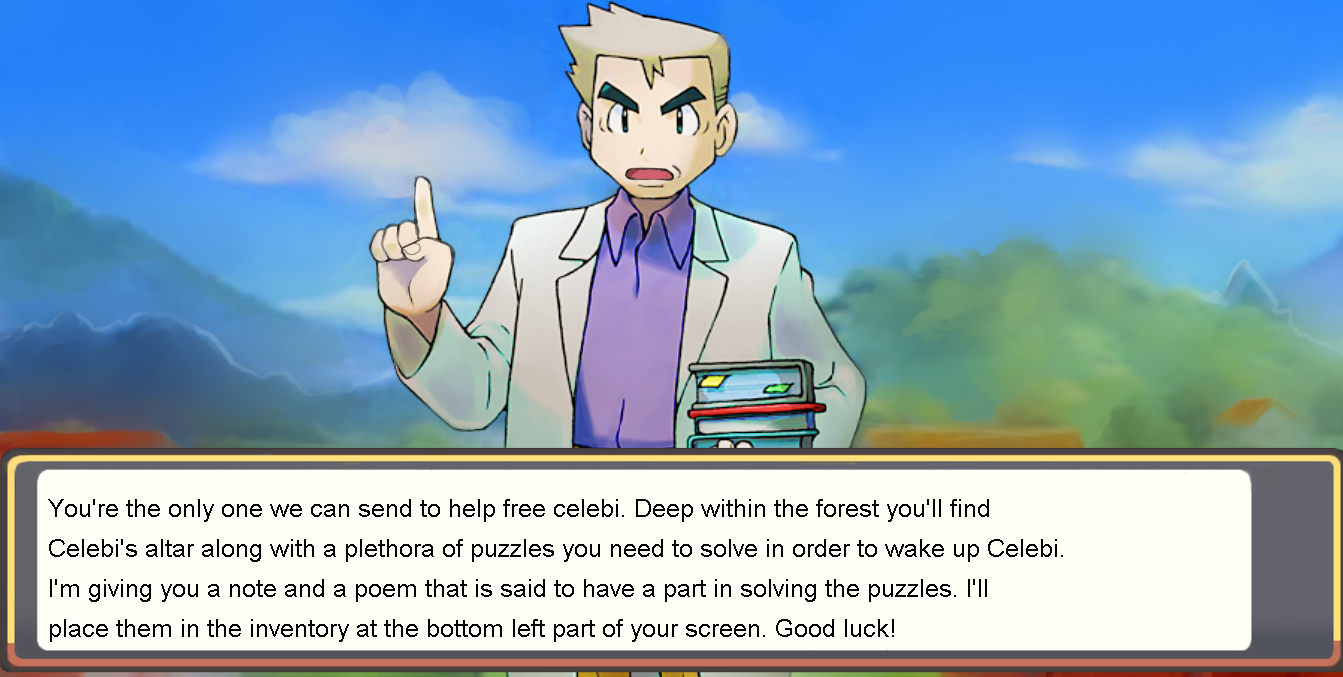 You're the only one we can send to help free celebi. Deep within the forest you'll find
Celebi's altar along with a plethora of puzzles you need to solve in order to wake up Celebi.
I'm giving you a note and a poem that is said to have a part in solving the puzzles. I'll
place them in the inventory at the bottom left part of your screen. Good luck!